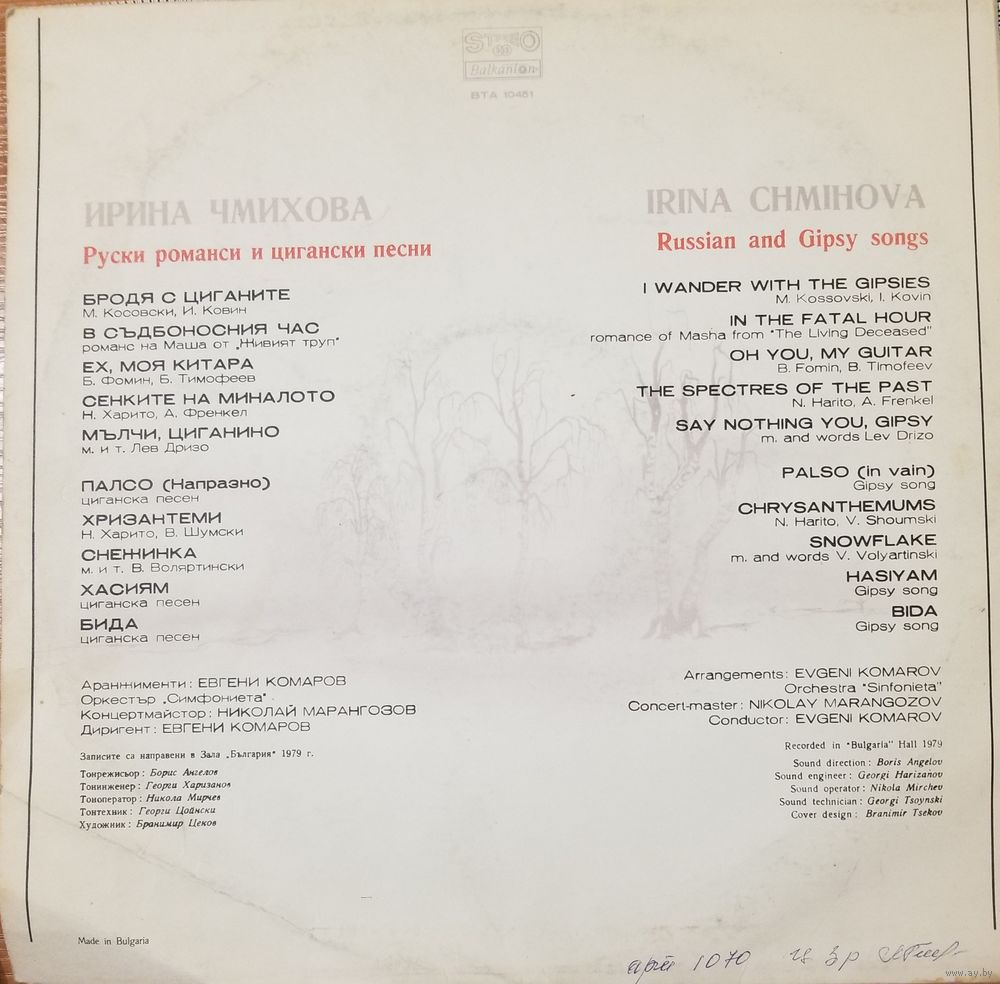 STEREO
Balkanton
ВТА 10481
ИРИНА ЧМИХОВА
Руски романси и цигански песни
БРОДЯ С ЦИГАНИТЕ
М. Косовски, И. Ковин
В СЪДБОНОСНИЯ ЧАС
романс на Маша от „Живият труп"
ЕХ, МОЯ КИТАРА
Б. Фомин, Б. Тимофеев
СЕНКИТЕ НА МИНАЛОТО
Н. Харито, А. Френкел
МЪЛЧИ, ЦИГАНИНО
м. и т. Лев Дризо
ПАЛСО (Напразно)
циганска песен
ХРИЗАНТЕМИ
Н. Харито, В. Шумски
СНЕЖИНКА
м. и т. В. Воляртински
ХАСИЯМ
циганска песен
БИДА
циганска песен
Аранжименти: ЕВГЕНИ КОМАРОВ
Оркестър „Симфониета"
Концертмайстор: НИКОЛАЙ МАРАНГОЗОВ
Диригент: ЕВГЕНИ КОМАРОВ
Записите са направени в Зала „България" 1979 г.
Тонрежисьор: Борис Ангелов
Тонинженер: Георги Харизанов
Тоноператор: Никола Мирчев
Тонтехник: Георги Цойнски
Художник: Бранимир Цеков
IRINA CHMIHOVA
Russian and Gipsy songs
I WANDER WITH THE GIPSIES
M. Kossovski, I. Kovin
IN THE FATAL HOUR
romance of Masha from "The Living Deceased"
OH YOU, MY GUITAR
B. Fomin, B. Timofeev
THE SPECTRES OF THE PAST
N. Harito, A. Frenkel
SAY NOTHING YOU, GIPSY
m. and words Lev Drizo
PALSO (in vain)
Gipsy song
CHRYSANTHEMUMS
N. Harito, V. Shoumski
SNOWFLAKE
m. and words V. Volyartinski
HASIYAM
Gipsy song
BIDA
Gipsy song
Arrangements: EVGENI KOMAROV
Orchestra "Sinfonieta"
Concert-master: NIKOLAY MARANGOZOV
Conductor: EVGENI KOMAROV
Recorded in "Bulgaria" Hall 1979
Sound direction: Boris Angelov
Sound engineer: Georgi Harizanov
Sound operator: Nikola Mirchev
Sound technician: Georgi Tsoynski
Cover design: Branimir Tsekov
Made in Bulgaria
арт 1070 ц 3р
www.ay.by